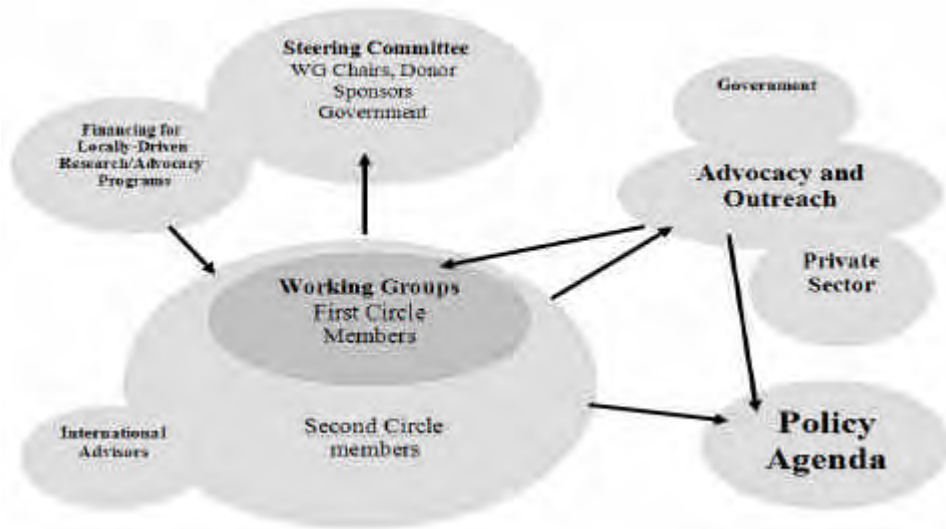 Steering Committee
WG Chairs, Donor
Sponsors
Government
Financing for
Locally-Driven
Research/Advocacy
Programs
Government
Advocacy and
Outreach
Private
Sector
Working Groups
First Circle
Members
Second Circle
members
International
Advisors
Policy
Agenda